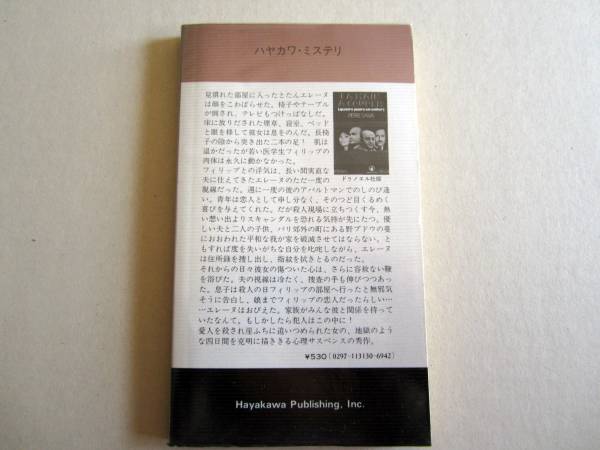 ハヤカワ・ミステリ
見慣れた部屋に入ったとたんエレーヌ
は顔をこわばらせた。椅子やテーブル
が倒され、テレビもつけっぱなしだ。
床に放りだされた煙草、寝室、ベッド
と眼を移して彼女は息をのんだ。長椅
子の陰から突き出た二本の足！ 肌は
温かだったが若い医学生フィリップの
肉体は永久に動かなかった。
フィリップとの浮気は、長い間実直な
夫に仕えてきたエレーヌのただ一度の
脱線だった。週に一度の彼のアパルトマンでのしのび逢
い。青年は恋人として申し分なく、そのつど目くるめく
喜びを与えてくれた。だが殺人現場に立ちつくす今、熱
い想い出よりスキャンダルを恐れる気持が先にたつ。優
しい夫と二人の子供、パリ郊外の町にある野ブドウの蔓
におおわれた平和な我が家を破滅させてはならない。と
もすれば度を失いがちな自分を叱咤しながら、エレーヌ
は住所録を捜し出し、指紋を拭きとるのだった。
それからの日々彼女の傷ついた心は、さらに容赦ない鞭
を浴びた。夫の視線は冷たく、捜査の手も伸びつつあっ
た。息子は殺人の日フィリップの部屋へ行ったと無邪気
そうに告白し、娘までフィリップの恋人だったらしい…
…エレーヌはおびえた。家族がみんな彼と関係を持って
いたなんて。もしかしたら犯人はこの中に！
愛人を殺され崖ふちに追いつめられた女の、地獄のよう
な四日間を克明に描ききる心理サスペンスの秀作。
ドラノエル社版
￥530［0297-113130-6942］
Hayakawa Publishing, Inc.